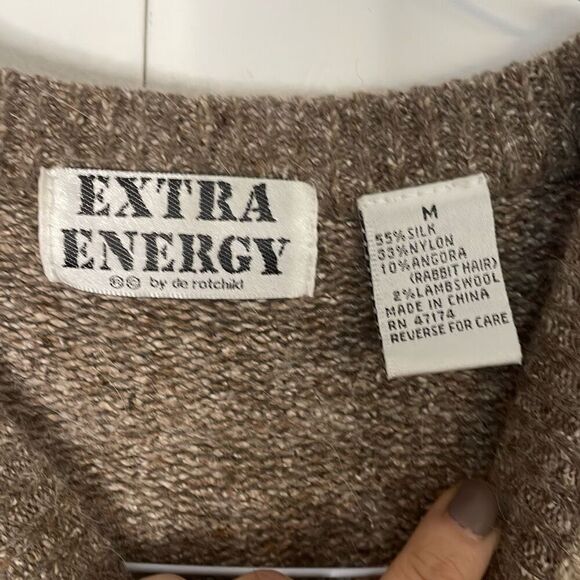 EXTRA
ENERGY
by de rotchild
M
55% SILK
33% NYLON
10% ANGORA
(RABBIT HAIR)
2% LAMBSWOOL
MADE IN CHINA
RN 47174
REVERSE FOR CARE